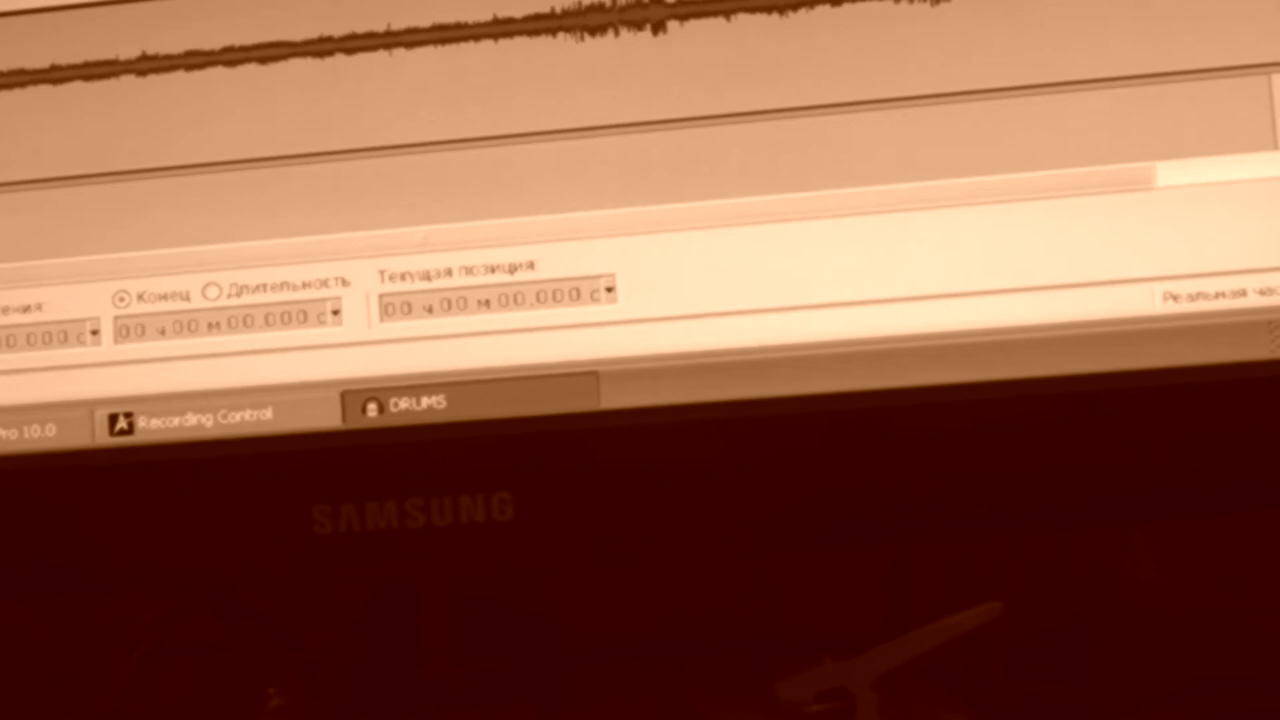 Конец Длительность Текущая позиция:
00 ч 00 м 00.000 с 00 ч 00 м 00.000 с
Реальная
Pro 10.0 Recording Control DRUMS
SAMSUNG